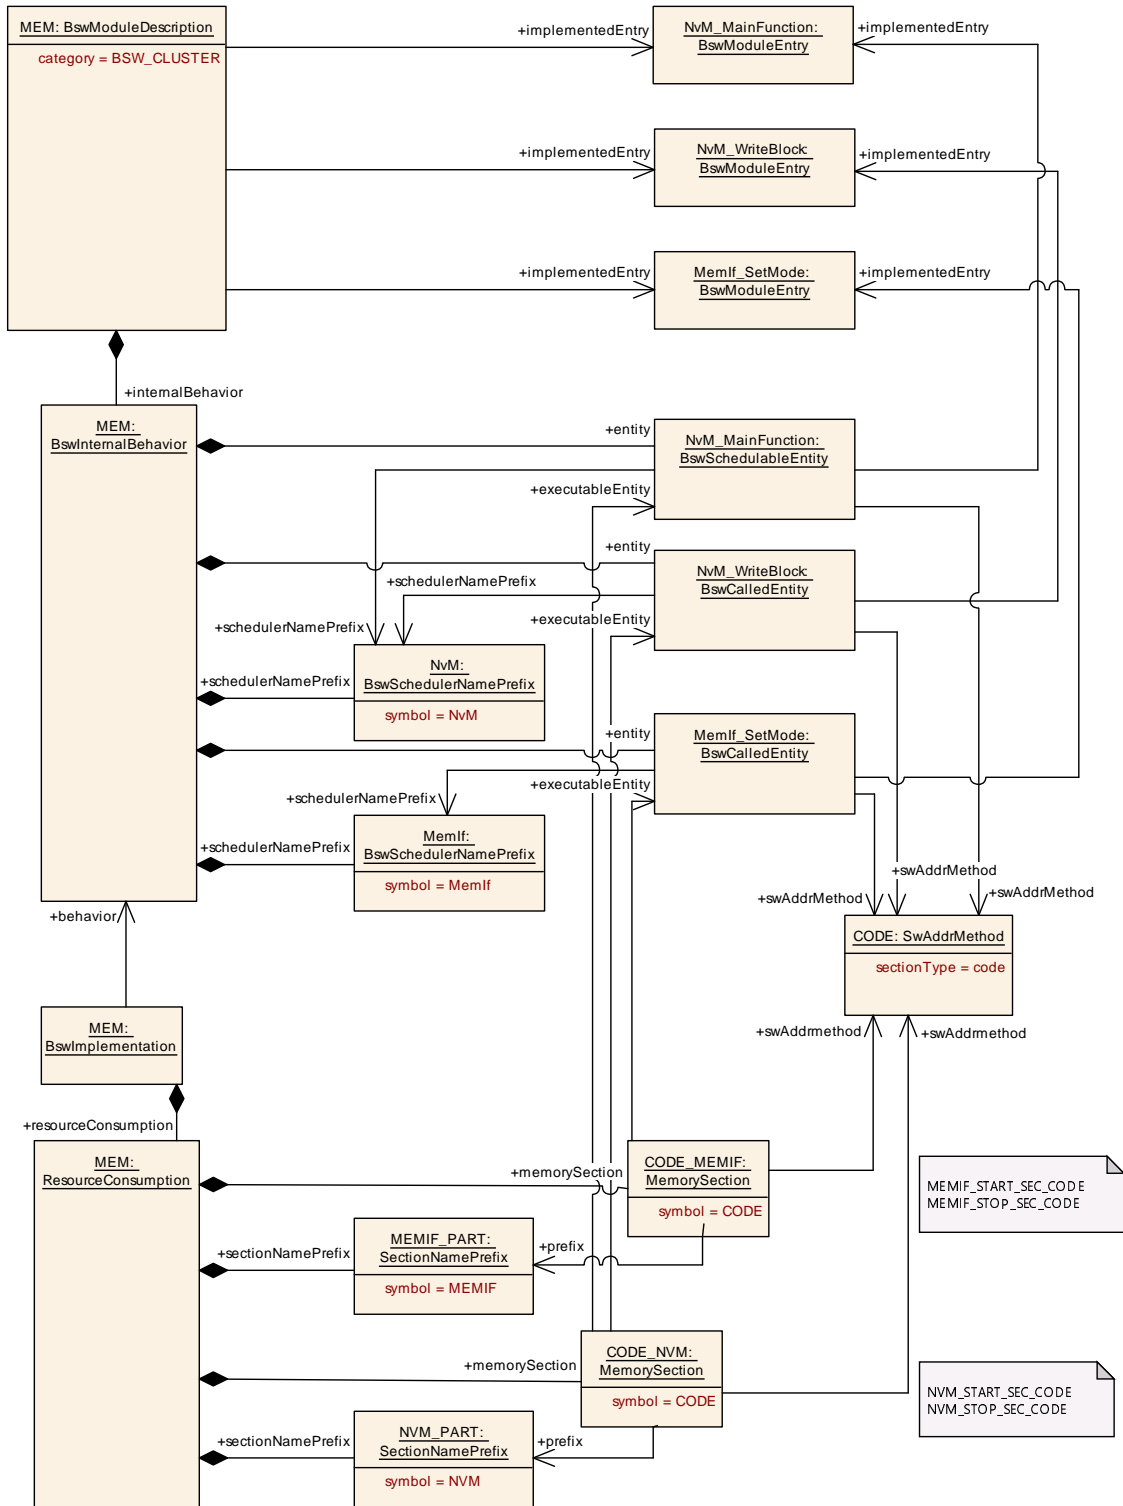 MEM: BswModuleDescription
category = BSW_CLUSTER
+implementedEntry
NvM_MainFunction:
BswModuleEntry
+implementedEntry
+implementedEntry
NvM_WriteBlock:
BswModuleEntry
+implementedEntry
+implementedEntry
MemIf_SetMode:
BswModuleEntry
+implementedEntry
+internalBehavior
MEM:
BswInternalBehavior
+entity
NvM_MainFunction:
BswSchedulableEntity
+executableEntity
+entity
NvM_WriteBlock:
BswCalledEntity
+schedulerNamePrefix
+executableEntity
+schedulerNamePrefix
NvM:
BswSchedulerNamePrefix
symbol = NvM
+schedulerNamePrefix
+entity
MemIf_SetMode:
BswCalledEntity
+executableEntity
+schedulerNamePrefix
MemIf:
BswSchedulerNamePrefix
symbol = MemIf
+schedulerNamePrefix
+swAddrMethod
+swAddrMethod
+swAddrMethod
+behavior
CODE: SwAddrMethod
sectionType = code
MEM:
BswImplementation
+swAddrmethod
+swAddrmethod
+resourceConsumption
MEM:
ResourceConsumption
+memorySection
CODE_MEMIF:
MemorySection
symbol = CODE
MEMIF_START_SEC_CODE
MEMIF_STOP_SEC_CODE
+sectionNamePrefix
MEMIF_PART:
SectionNamePrefix
symbol = MEMIF
+prefix
+memorySection
CODE_NVM:
MemorySection
symbol = CODE
NVM_START_SEC_CODE
NVM_STOP_SEC_CODE
+sectionNamePrefix
NVM_PART:
SectionNamePrefix
symbol = NVM
+prefix